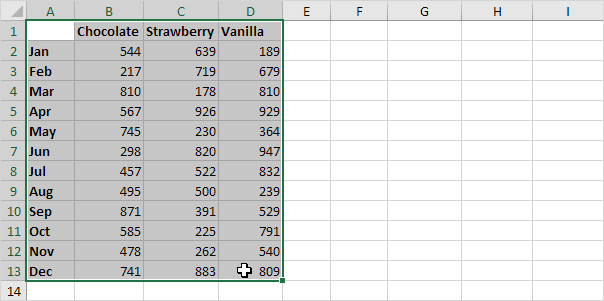 A B C D E F G H I
1 Chocolate Strawberry Vanilla
2 Jan 544 639 189
3 Feb 217 719 679
4 Mar 810 178 810
5 Apr 567 926 929
6 May 745 230 364
7 Jun 298 820 947
8 Jul 457 522 832
9 Aug 495 500 239
10 Sep 871 391 529
11 Oct 585 225 791
12 Nov 478 262 540
13 Dec 741 883 809
14